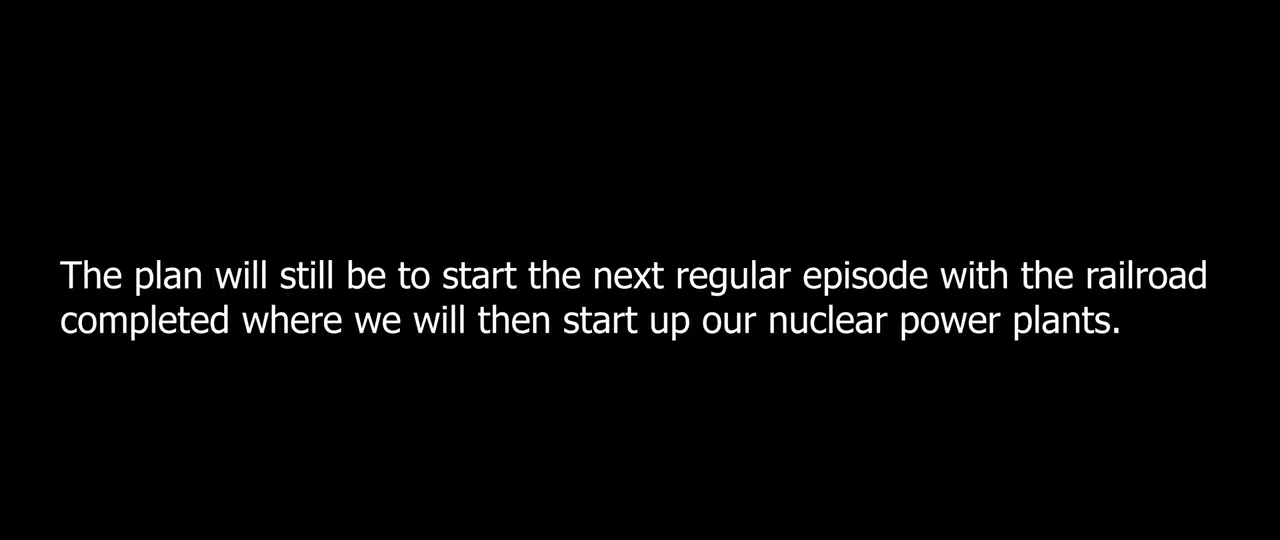 The plan will still be to start the next regular episode with the railroad
completed where we will then start up our nuclear power plants.